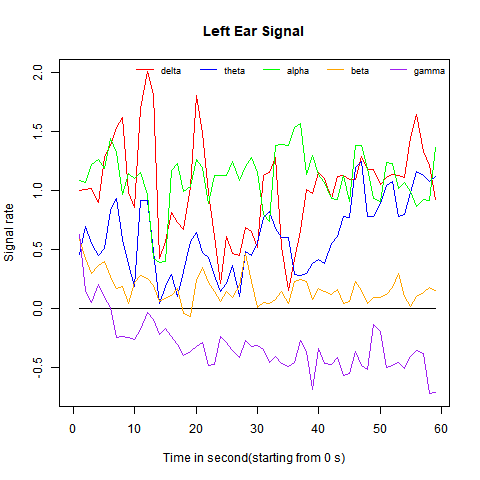 Left Ear Signal
delta theta alpha beta gamma
Signal rate
2.0
1.5
1.0
0.5
0.0
-0.5
0 10 20 30 40 50 60
Time in second(starting from 0 s)